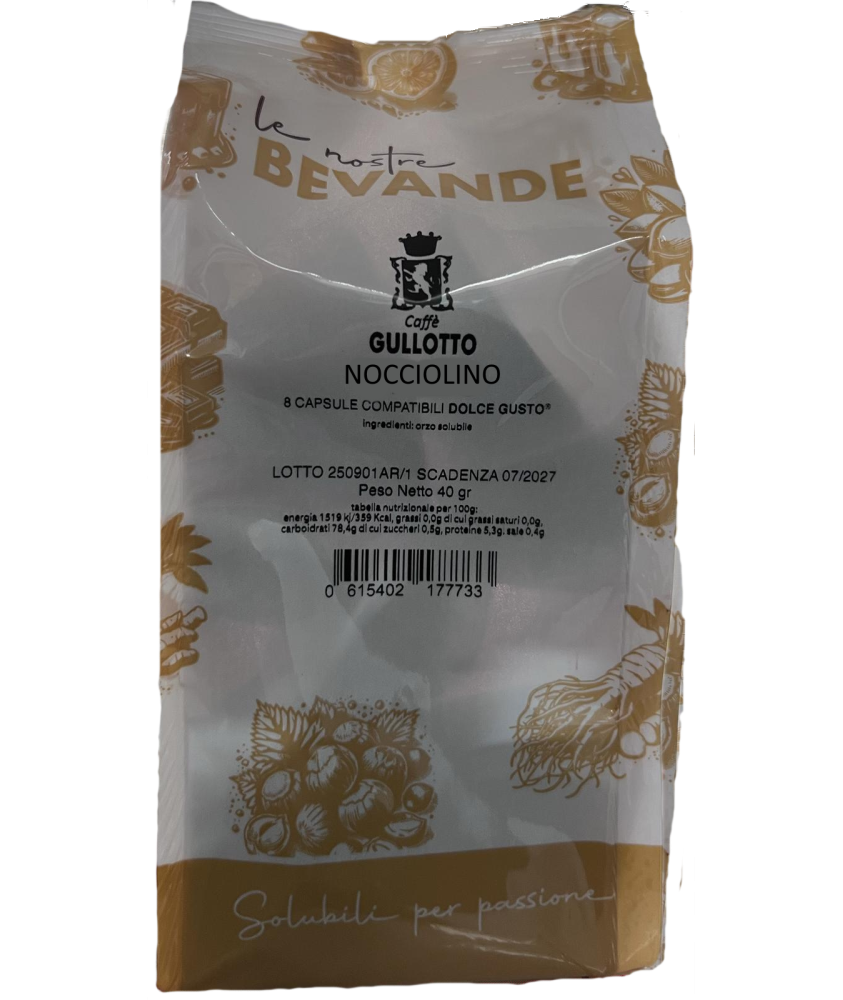 le nostre
BEVANDE
Caffè
GULLOTTO
NOCCIOLINO
8 CAPSULE COMPATIBILI DOLCE GUSTO®
ingredienti: orzo solubile
LOTTO 250901AR/1 SCADENZA 07/2027
Peso Netto 40 gr
tabella nutrizionale per 100g:
energia 1519 kj/359 Kcal, grassi 0,0g di cui grassi saturi 0,0g,
carboidrati 78,4g di cui zuccheri 0,5g, proteine 5,3g. sale 0,4g
0 615402 177733
Solubili per passione